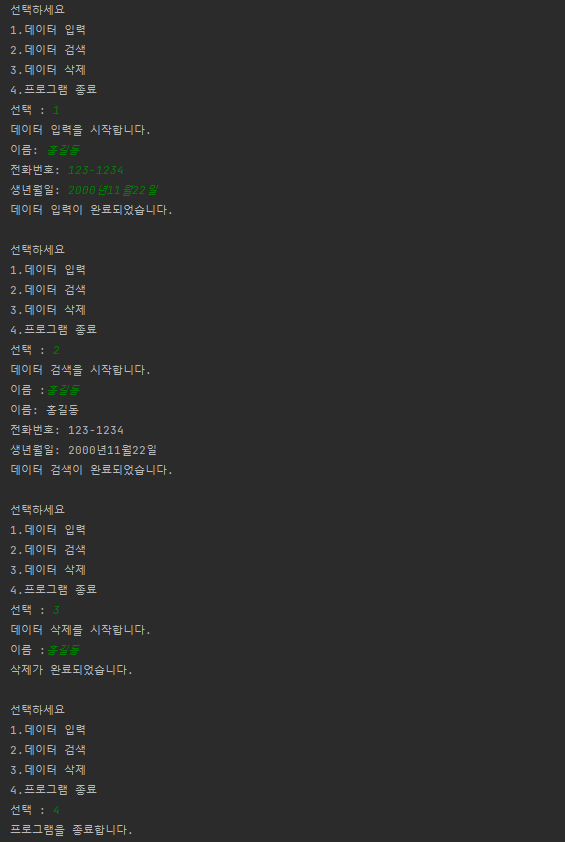 선택하세요
1.데이터 입력
2.데이터 검색
3.데이터 삭제
4.프로그램 종료
선택 : 1
데이터 입력을 시작합니다.
이름: 홍길동
전화번호: 123-1234
생년월일: 2000년11월22일
데이터 입력이 완료되었습니다.

선택하세요
1.데이터 입력
2.데이터 검색
3.데이터 삭제
4.프로그램 종료
선택 : 2
데이터 검색을 시작합니다.
이름 :홍길동
이름: 홍길동
전화번호: 123-1234
생년월일: 2000년11월22일
데이터 검색이 완료되었습니다.

선택하세요
1.데이터 입력
2.데이터 검색
3.데이터 삭제
4.프로그램 종료
선택 : 3
데이터 삭제를 시작합니다.
이름 :홍길동
삭제가 완료되었습니다.

선택하세요
1.데이터 입력
2.데이터 검색
3.데이터 삭제
4.프로그램 종료
선택 : 4
프로그램을 종료합니다.